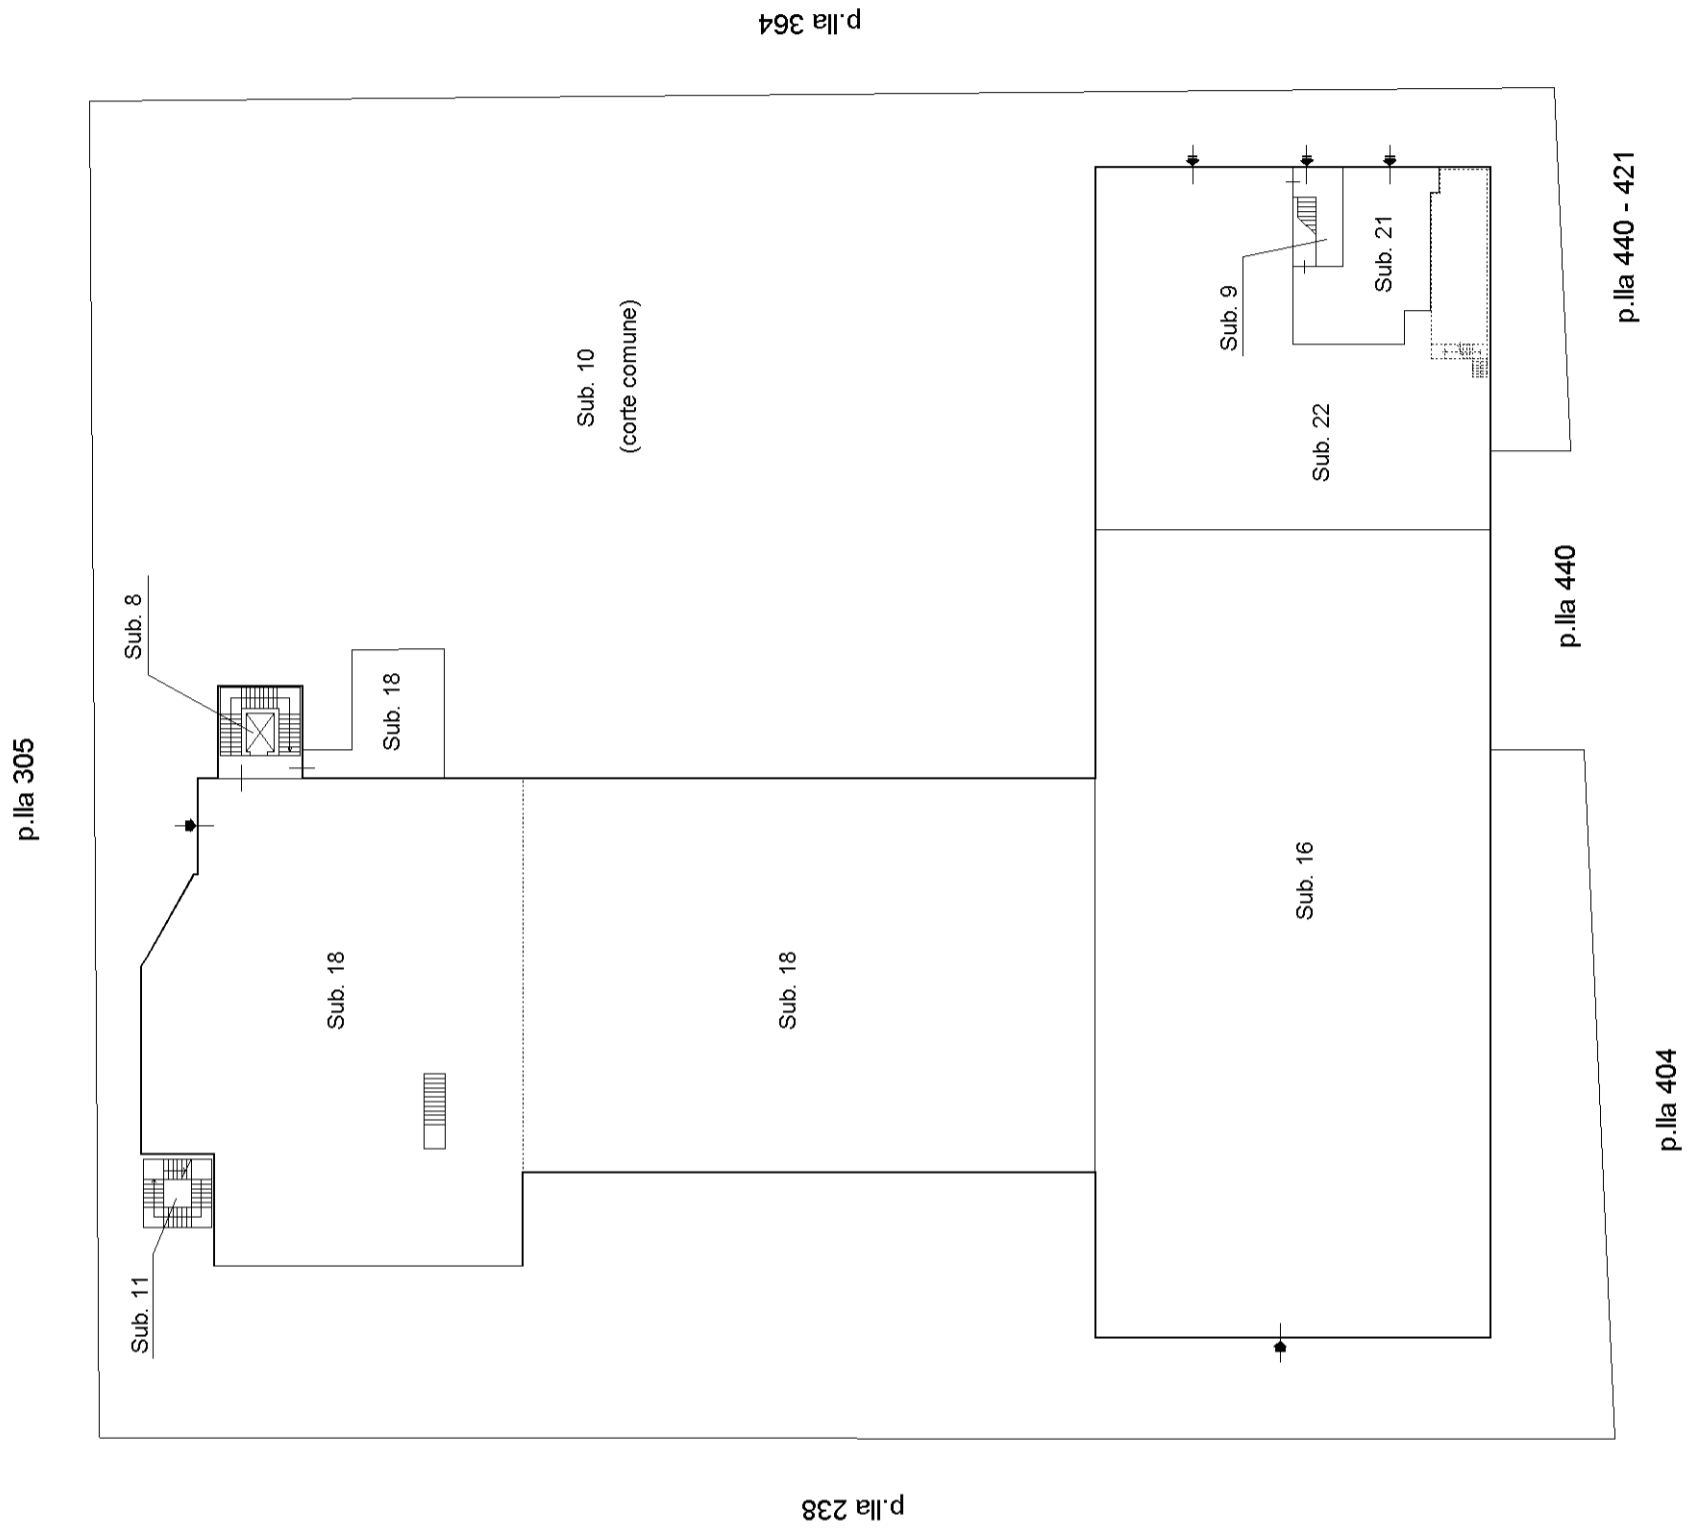 p.lla 364
p.lla 440 - 421
Sub. 21
Sub. 9
Sub. 10
(corte comune)
Sub. 22
p.lla 440
Sub. 8
Sub. 18
p.lla 305
Sub. 16
Sub. 18
Sub. 18
p.lla 404
Sub. 11
p.lla 238